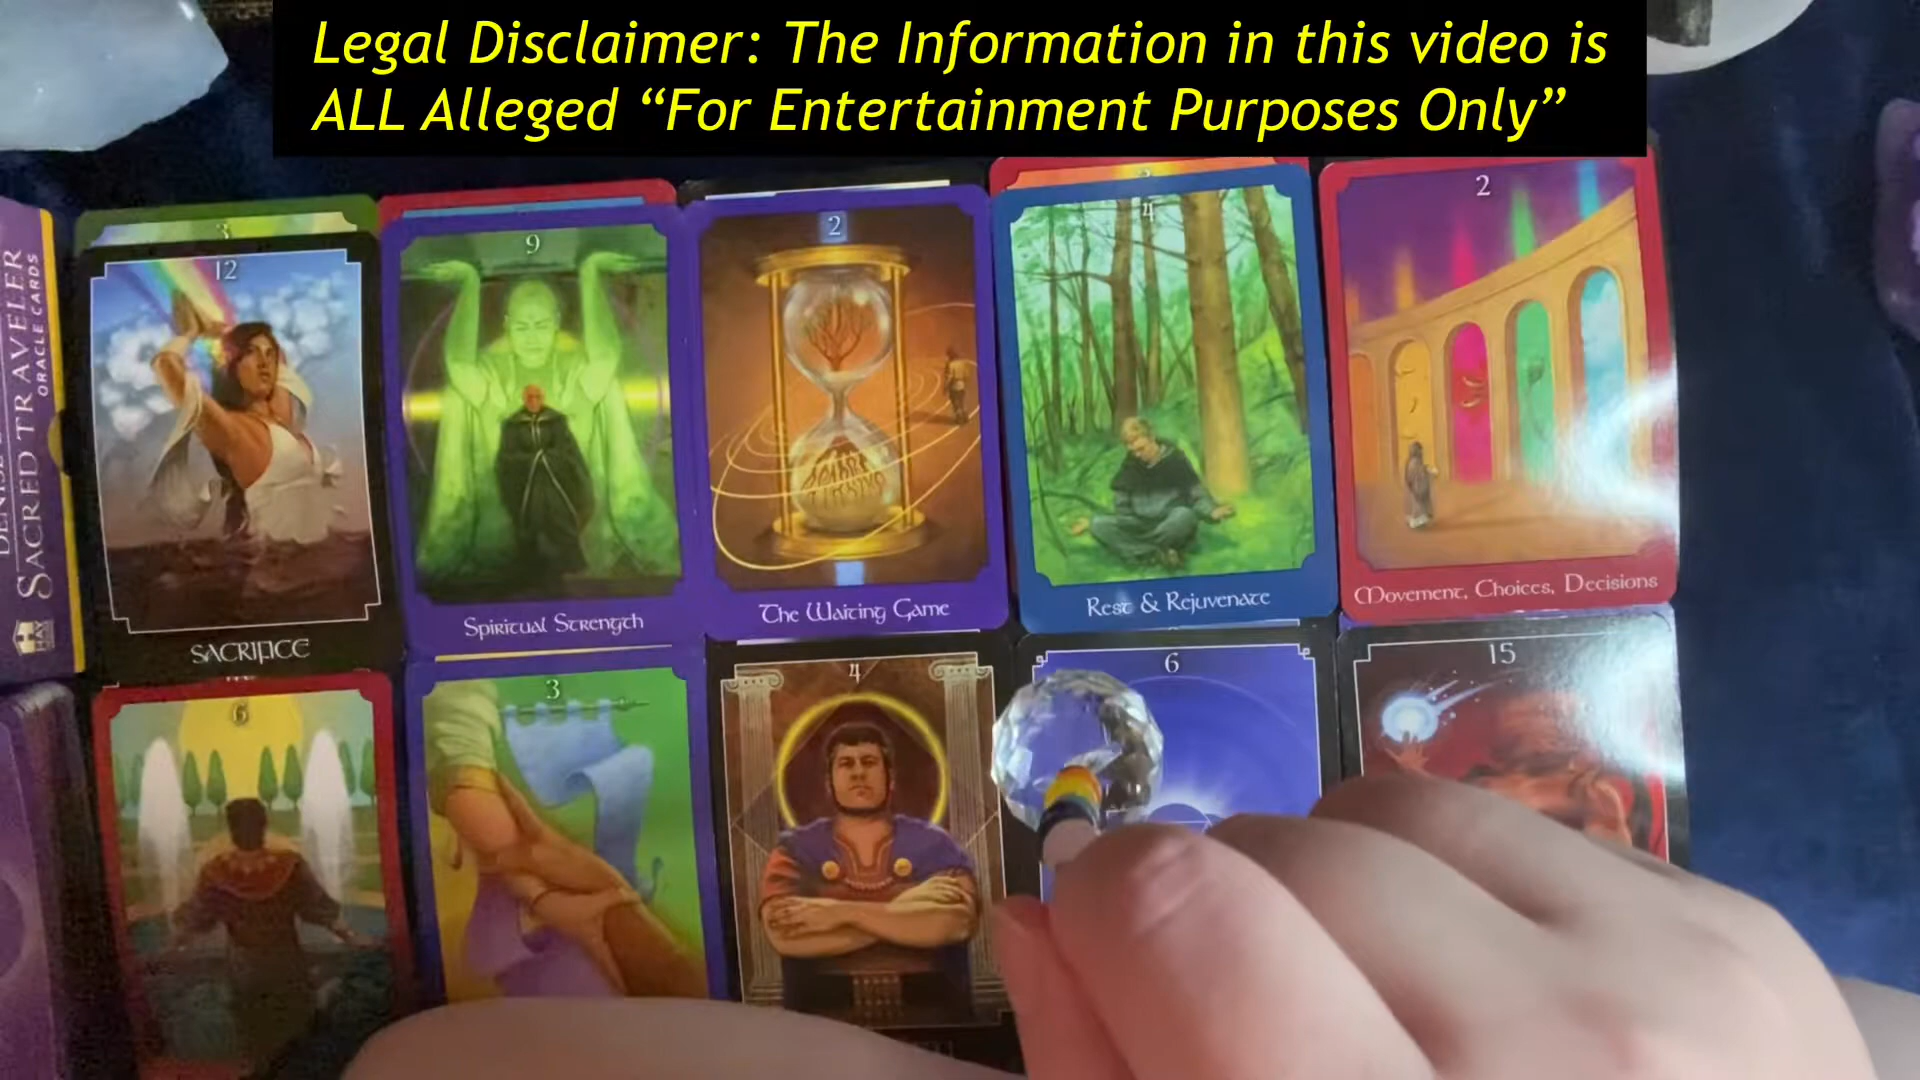 Legal Disclaimer: The Information in this video is
ALL Alleged “For Entertainment Purposes Only”
SACRED TRAVELER
ORACLE CARDS
HAY
3
12
SACRIFICE
9
Spiritual Strength
2
The Waiting Game
4
Rest & Rejuvenate
2
Movement, Choices, Decisions
6
3
4
6
15